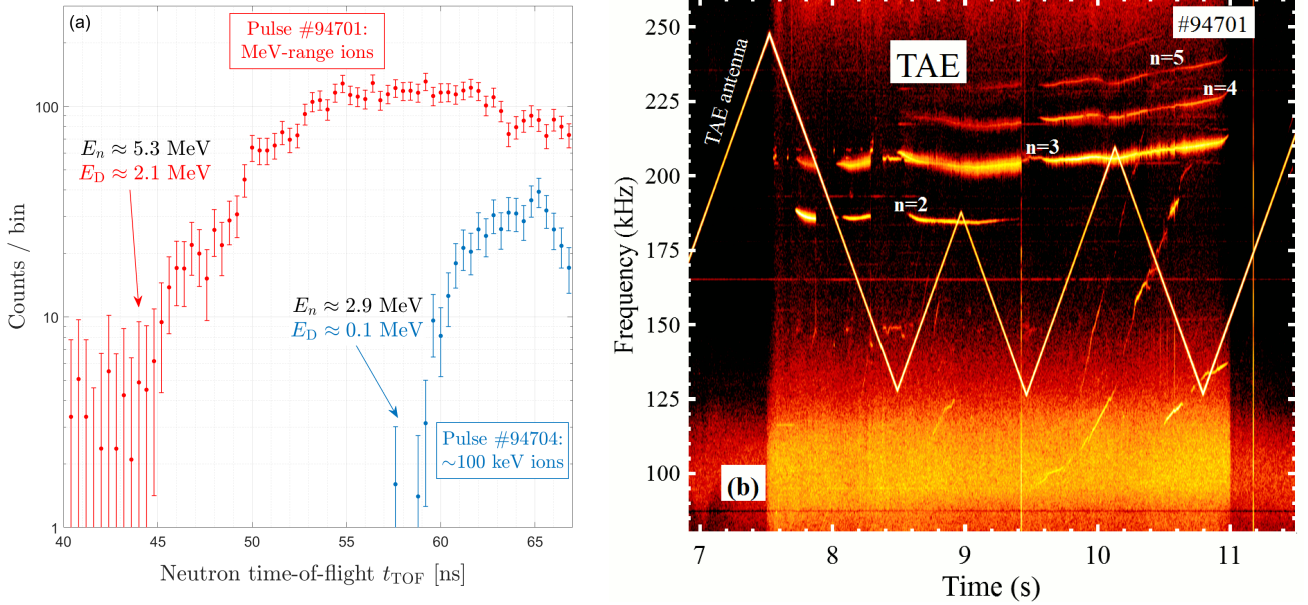 (a)
Pulse #94701:
MeV-range ions
100
10
1
Counts / bin
Eₙ ≈ 5.3 MeV
E_D ≈ 2.1 MeV
Eₙ ≈ 2.9 MeV
E_D ≈ 0.1 MeV
Pulse #94704:
~100 keV ions
40 45 50 55 60 65
Neutron time-of-flight t_TOF [ns]
#94701
TAE
TAE antenna
n=5
n=4
n=3
n=2
250
225
200
175
150
125
100
Frequency (kHz)
(b)
7 8 9 10 11
Time (s)